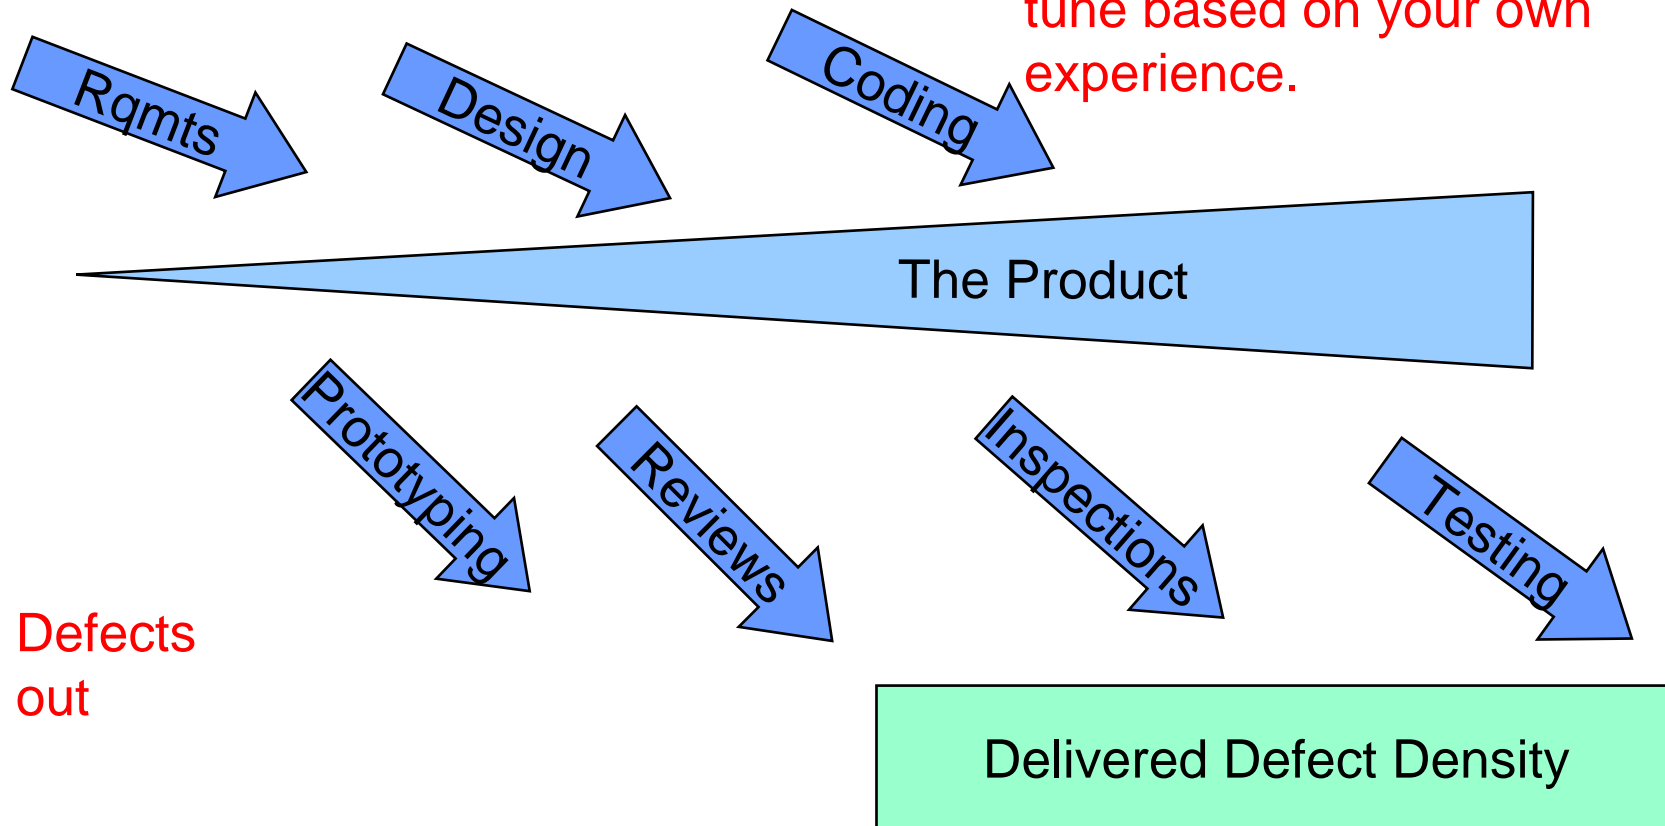 tune based on your own
experience.
Rqmts
Design
Coding
The Product
Prototyping
Reviews
Inspections
Testing
Defects
out
Delivered Defect Density